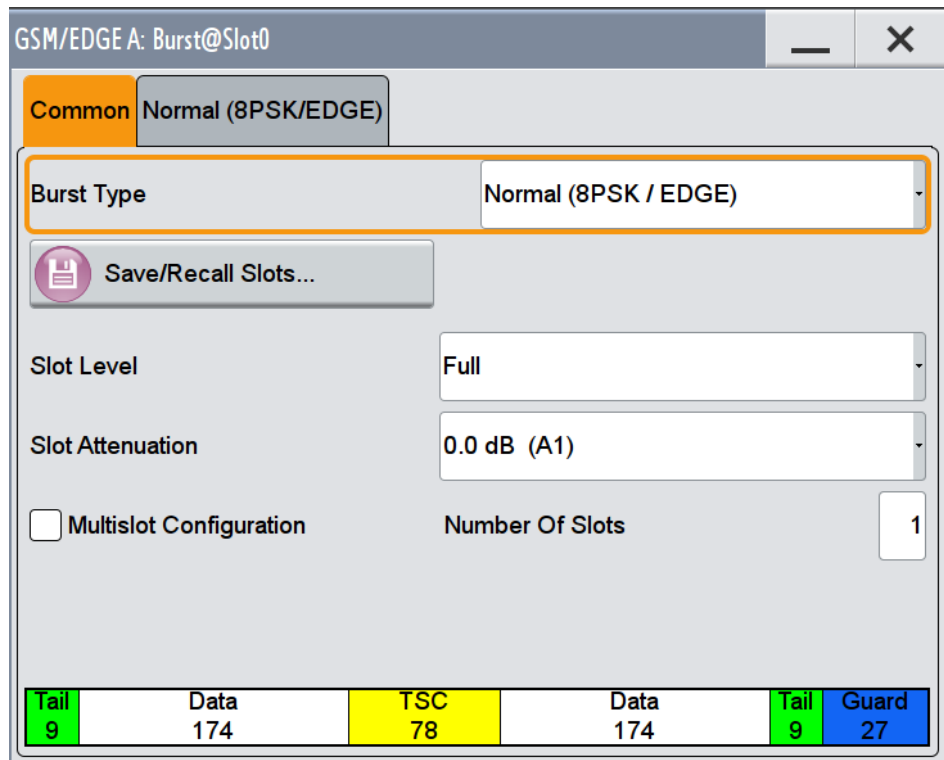 GSM/EDGE A: Burst@Slot0
Common
Normal (8PSK/EDGE)
Burst Type
Normal (8PSK / EDGE)
Save/Recall Slots...
Slot Level
Full
Slot Attenuation
0.0 dB (A1)
Multislot Configuration
Number Of Slots
1
Tail Data TSC Data Tail Guard
9 174 78 174 9 27